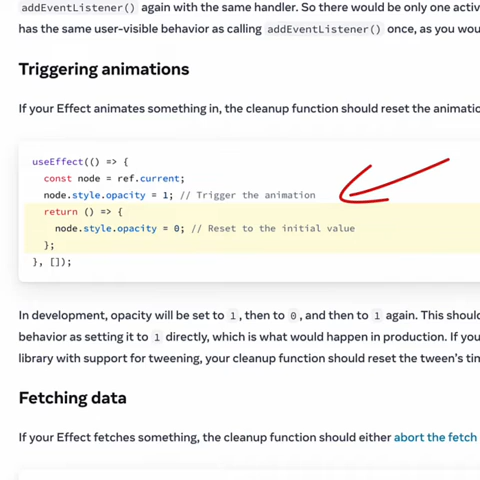 addEventListener() again with the same handler. So there would be only one
has the same user-visible behavior as calling addEventListener() once, as you
Triggering animations
If your Effect animates something in, the cleanup function should reset the
useEffect(() => {
const node = ref.current;
node.style.opacity = 1; // Trigger the animation
return () => {
node.style.opacity = 0; // Reset to the initial value
};
}, []);
In development, opacity will be set to 1, then to 0, and then to 1 again. This
behavior as setting it to 1 directly, which is what would happen in production. If
library with support for tweening, your cleanup function should reset the tween’s
Fetching data
If your Effect fetches something, the cleanup function should either abort the fetch